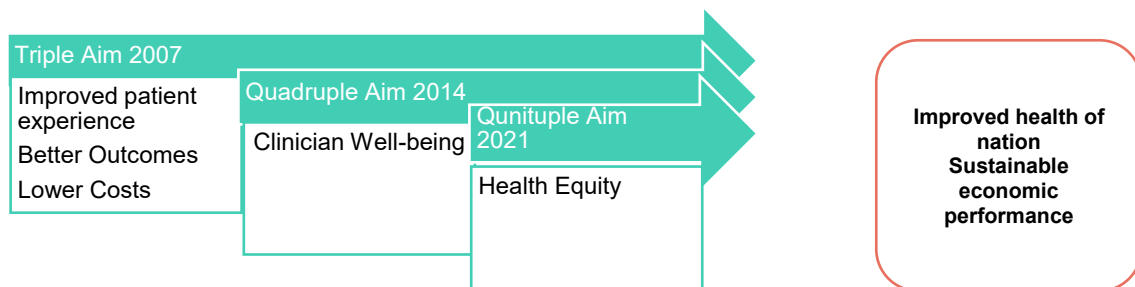 Triple Aim 2007
Improved patient
experience
Better Outcomes
Lower Costs
Quadruple Aim 2014
Clinician Well-being
Qunituple Aim
2021
Health Equity
Improved health of
nation
Sustainable
economic
performance